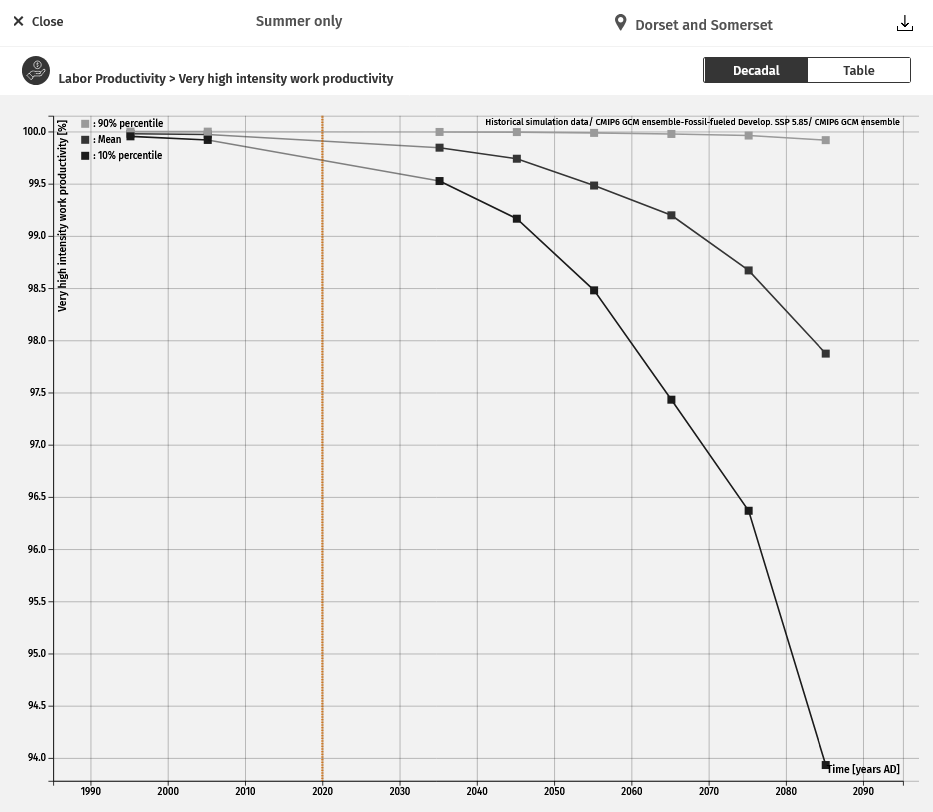 ✕ Close
Summer only
Dorset and Somerset
Labor Productivity > Very high intensity work productivity
Decadal
Table
: 90% percentile
: Mean
: 10% percentile
Historical simulation data/ CMIP6 GCM ensemble-Fossil-fueled Develop. SSP 5.85/ CMIP6 GCM ensemble
Very high intensity work productivity [%]
100.0
99.5
99.0
98.5
98.0
97.5
97.0
96.5
96.0
95.5
95.0
94.5
94.0
Time [years AD]
1990
2000
2010
2020
2030
2040
2050
2060
2070
2080
2090